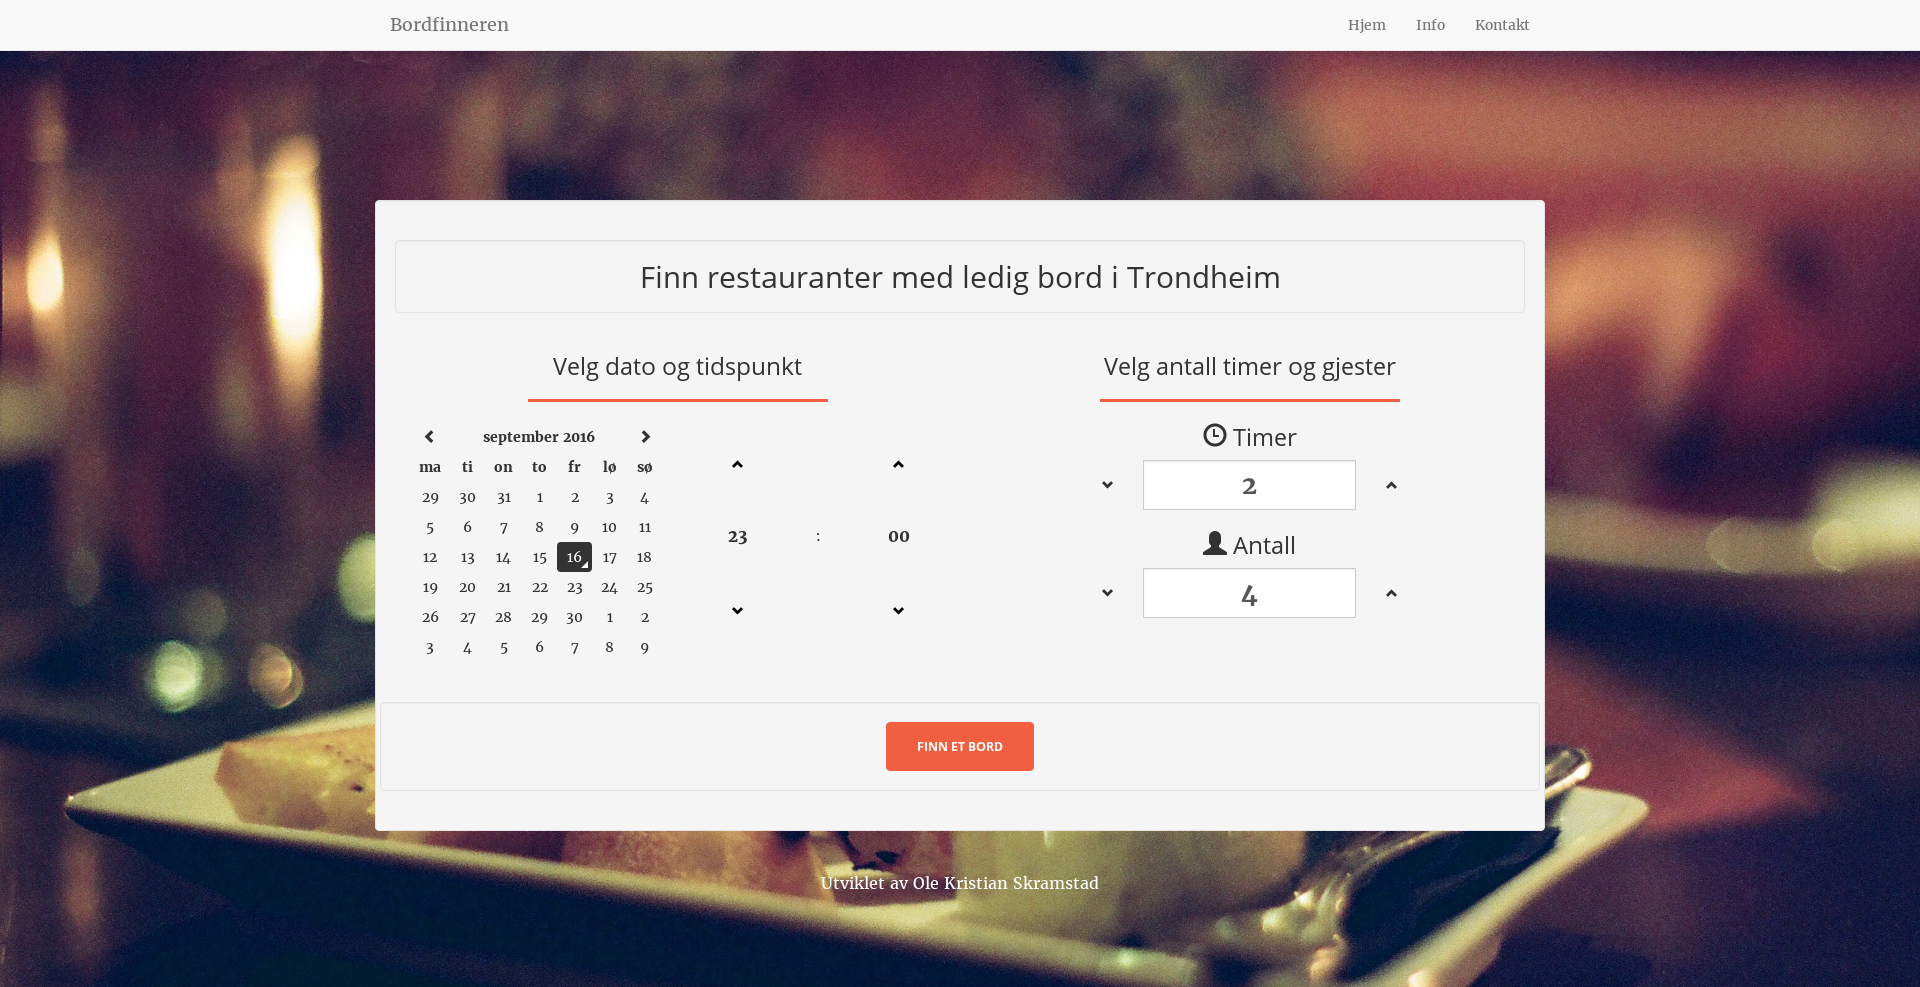 Bordfinneren
Hjem Info Kontakt
Finn restauranter med ledig bord i Trondheim
Velg dato og tidspunkt
september 2016
ma ti on to fr lø sø
29 30 31 1 2 3 4
5 6 7 8 9 10 11
12 13 14 15 16 17 18
19 20 21 22 23 24 25
26 27 28 29 30 1 2
3 4 5 6 7 8 9
23 : 00
Velg antall timer og gjester
Timer
2
Antall
4
FINN ET BORD
Utviklet av Ole Kristian Skramstad